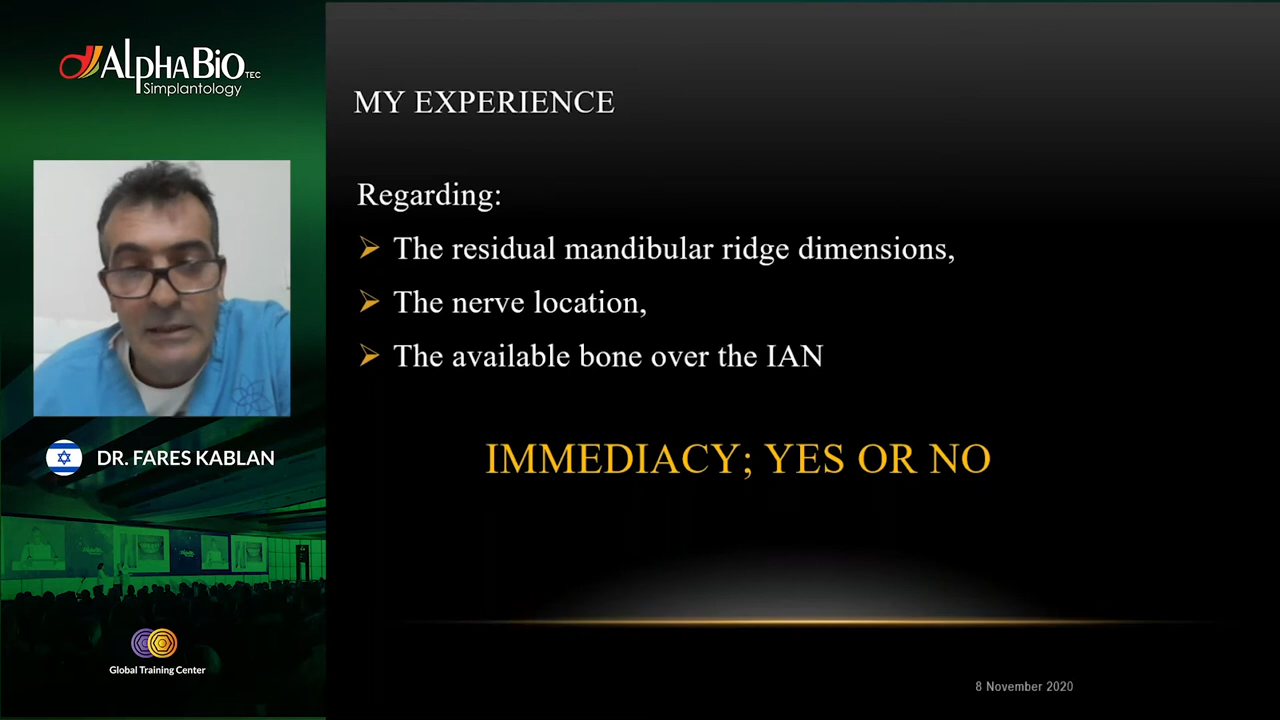 AlphaBio TEC
Simplantology
DR. FARES KABLAN
Global Training Center
MY EXPERIENCE
Regarding:
The residual mandibular ridge dimensions,
The nerve location,
The available bone over the IAN
IMMEDIACY; YES OR NO
8 November 2020